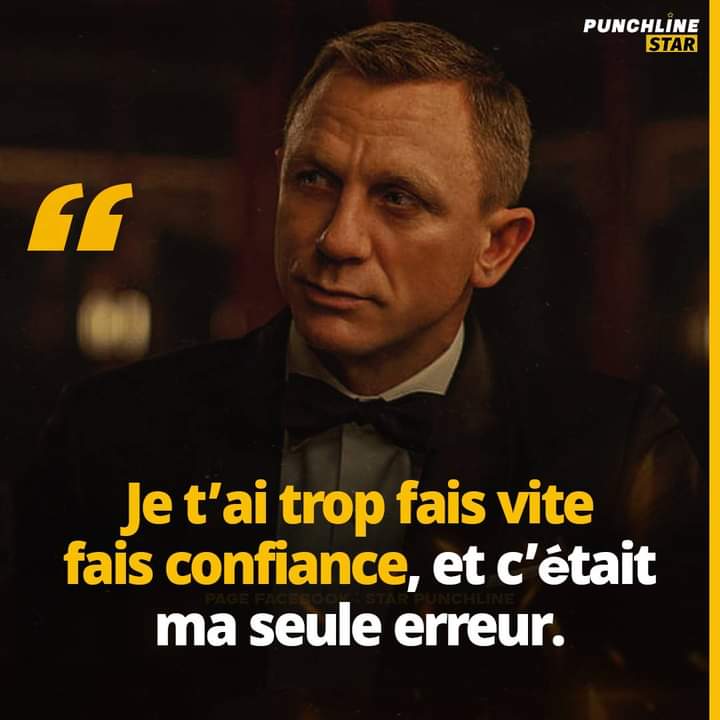 PUNCHLINE
STAR
“
Je t’ai trop fais vite
fais confiance, et c’était
PAGE FACEBOOK - STAR PUNCHLINE
ma seule erreur.